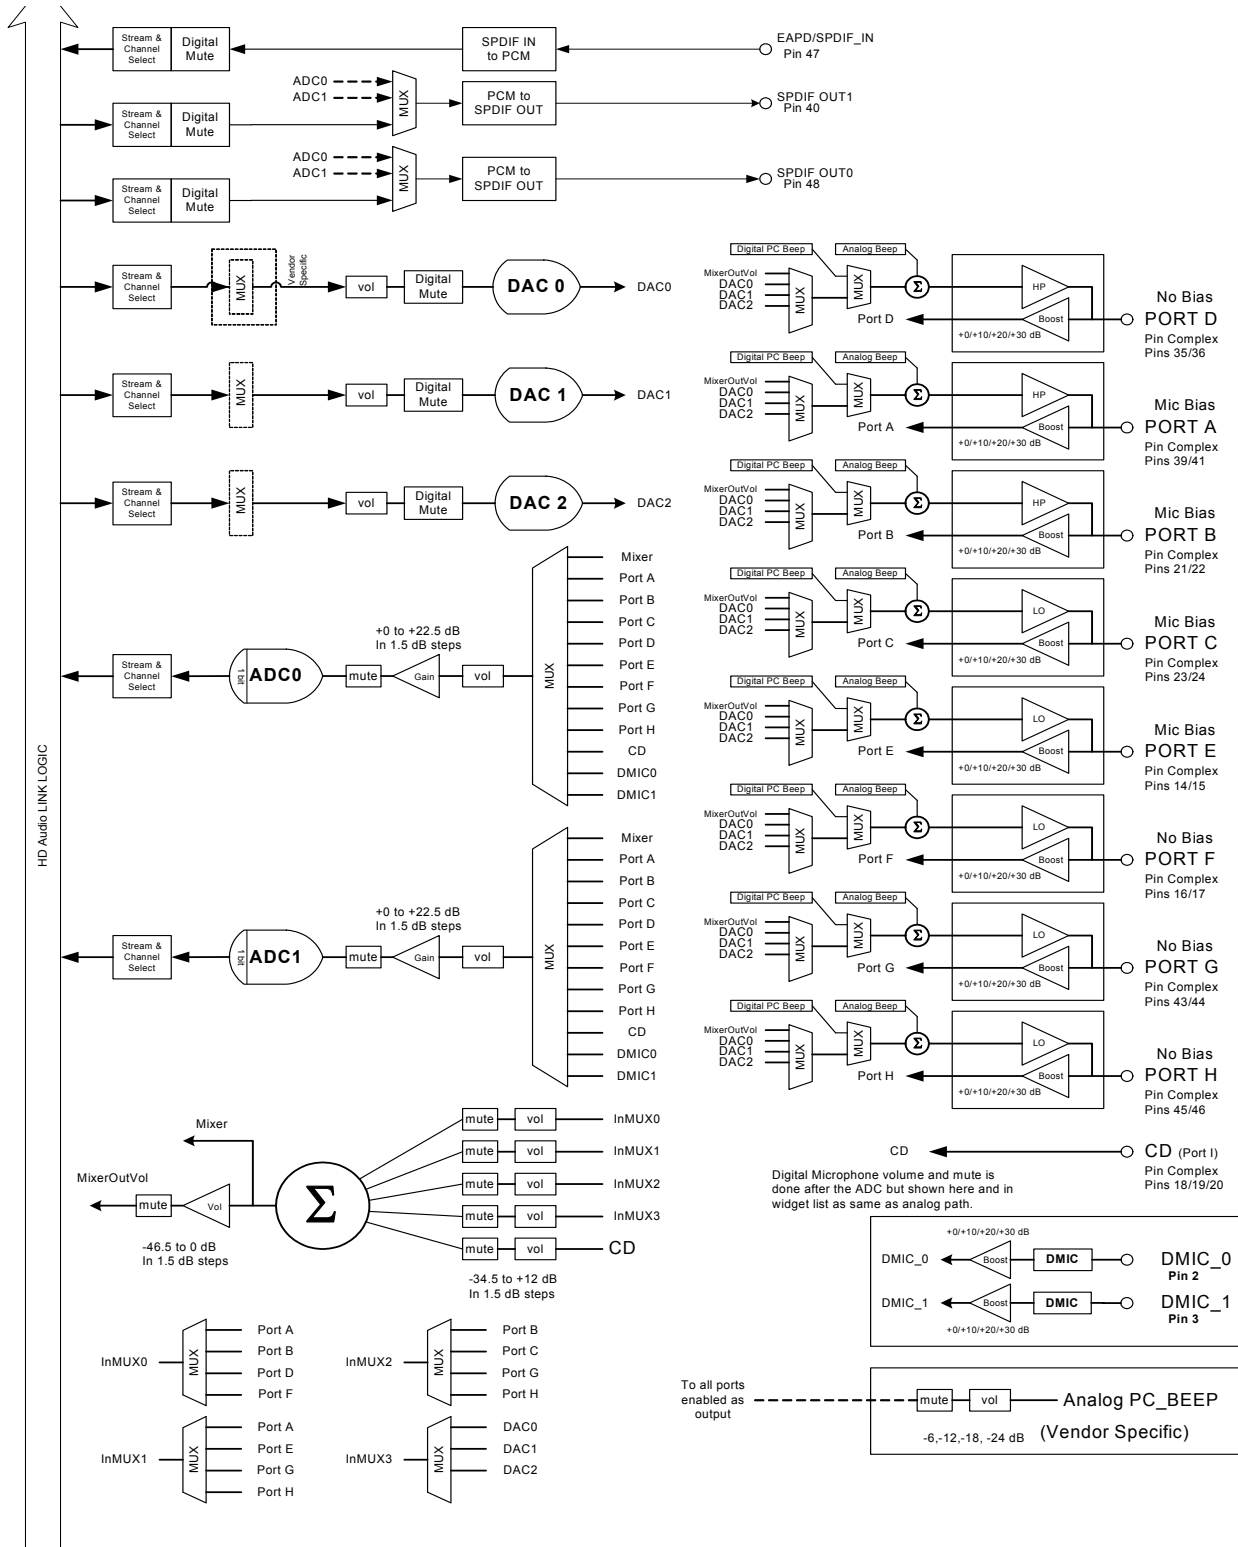 HD Audio LINK LOGIC
Stream &
Channel
Select
Digital
Mute
SPDIF IN
to PCM
EAPD/SPDIF_IN
Pin 47
Stream &
Channel
Select
Digital
Mute
ADC0
ADC1
MUX
PCM to
SPDIF OUT
SPDIF OUT1
Pin 40
Stream &
Channel
Select
Digital
Mute
ADC0
ADC1
MUX
PCM to
SPDIF OUT
SPDIF OUT0
Pin 48
Stream &
Channel
Select
MUX
Vendor
Specific
vol
Digital
Mute
DAC 0
DAC0
Stream &
Channel
Select
MUX
vol
Digital
Mute
DAC 1
DAC1
Stream &
Channel
Select
MUX
vol
Digital
Mute
DAC 2
DAC2
Stream &
Channel
Select
1 bit
ADC0
mute
+0 to +22.5 dB
In 1.5 dB steps
Gain
vol
MUX
Mixer
Port A
Port B
Port C
Port D
Port E
Port F
Port G
Port H
CD
DMIC0
DMIC1
Stream &
Channel
Select
1 bit
ADC1
mute
+0 to +22.5 dB
In 1.5 dB steps
Gain
vol
MUX
Mixer
Port A
Port B
Port C
Port D
Port E
Port F
Port G
Port H
CD
DMIC0
DMIC1
Mixer
MixerOutVol
mute
Vol
-46.5 to 0 dB
In 1.5 dB steps
Σ
mute
vol
InMUX0
mute
vol
InMUX1
mute
vol
InMUX2
mute
vol
InMUX3
mute
vol
CD
-34.5 to +12 dB
In 1.5 dB steps
InMUX0
MUX
Port A
Port B
Port D
Port F
InMUX2
MUX
Port B
Port C
Port G
Port H
InMUX1
MUX
Port A
Port E
Port G
Port H
InMUX3
MUX
DAC0
DAC1
DAC2
Digital PC Beep
Analog Beep
MixerOutVol
DAC0
DAC1
DAC2
MUX
MUX
Σ
HP
Boost
+0/+10/+20/+30 dB
Port D
No Bias
PORT D
Pin Complex
Pins 35/36
Digital PC Beep
Analog Beep
MixerOutVol
DAC0
DAC1
DAC2
MUX
MUX
Σ
HP
Boost
+0/+10/+20/+30 dB
Port A
Mic Bias
PORT A
Pin Complex
Pins 39/41
Digital PC Beep
Analog Beep
MixerOutVol
DAC0
DAC1
DAC2
MUX
MUX
Σ
HP
Boost
+0/+10/+20/+30 dB
Port B
Mic Bias
PORT B
Pin Complex
Pins 21/22
Digital PC Beep
Analog Beep
MixerOutVol
DAC0
DAC1
DAC2
MUX
MUX
Σ
LO
Boost
+0/+10/+20/+30 dB
Port C
Mic Bias
PORT C
Pin Complex
Pins 23/24
Digital PC Beep
Analog Beep
MixerOutVol
DAC0
DAC1
DAC2
MUX
MUX
Σ
LO
Boost
+0/+10/+20/+30 dB
Port E
Mic Bias
PORT E
Pin Complex
Pins 14/15
Digital PC Beep
Analog Beep
MixerOutVol
DAC0
DAC1
DAC2
MUX
MUX
Σ
LO
Boost
+0/+10/+20/+30 dB
Port F
No Bias
PORT F
Pin Complex
Pins 16/17
Digital PC Beep
Analog Beep
MixerOutVol
DAC0
DAC1
DAC2
MUX
MUX
Σ
LO
Boost
+0/+10/+20/+30 dB
Port G
No Bias
PORT G
Pin Complex
Pins 43/44
Digital PC Beep
Analog Beep
MixerOutVol
DAC0
DAC1
DAC2
MUX
MUX
Σ
LO
Boost
+0/+10/+20/+30 dB
Port H
No Bias
PORT H
Pin Complex
Pins 45/46
CD
CD (Port I)
Pin Complex
Pins 18/19/20
Digital Microphone volume and mute is
done after the ADC but shown here and in
widget list as same as analog path.
+0/+10/+20/+30 dB
DMIC_0
Boost
DMIC
DMIC_0
Pin 2
DMIC_1
Boost
DMIC
DMIC_1
Pin 3
+0/+10/+20/+30 dB
To all ports
enabled as
output
mute
vol
Analog PC_BEEP
-6,-12,-18, -24 dB
(Vendor Specific)